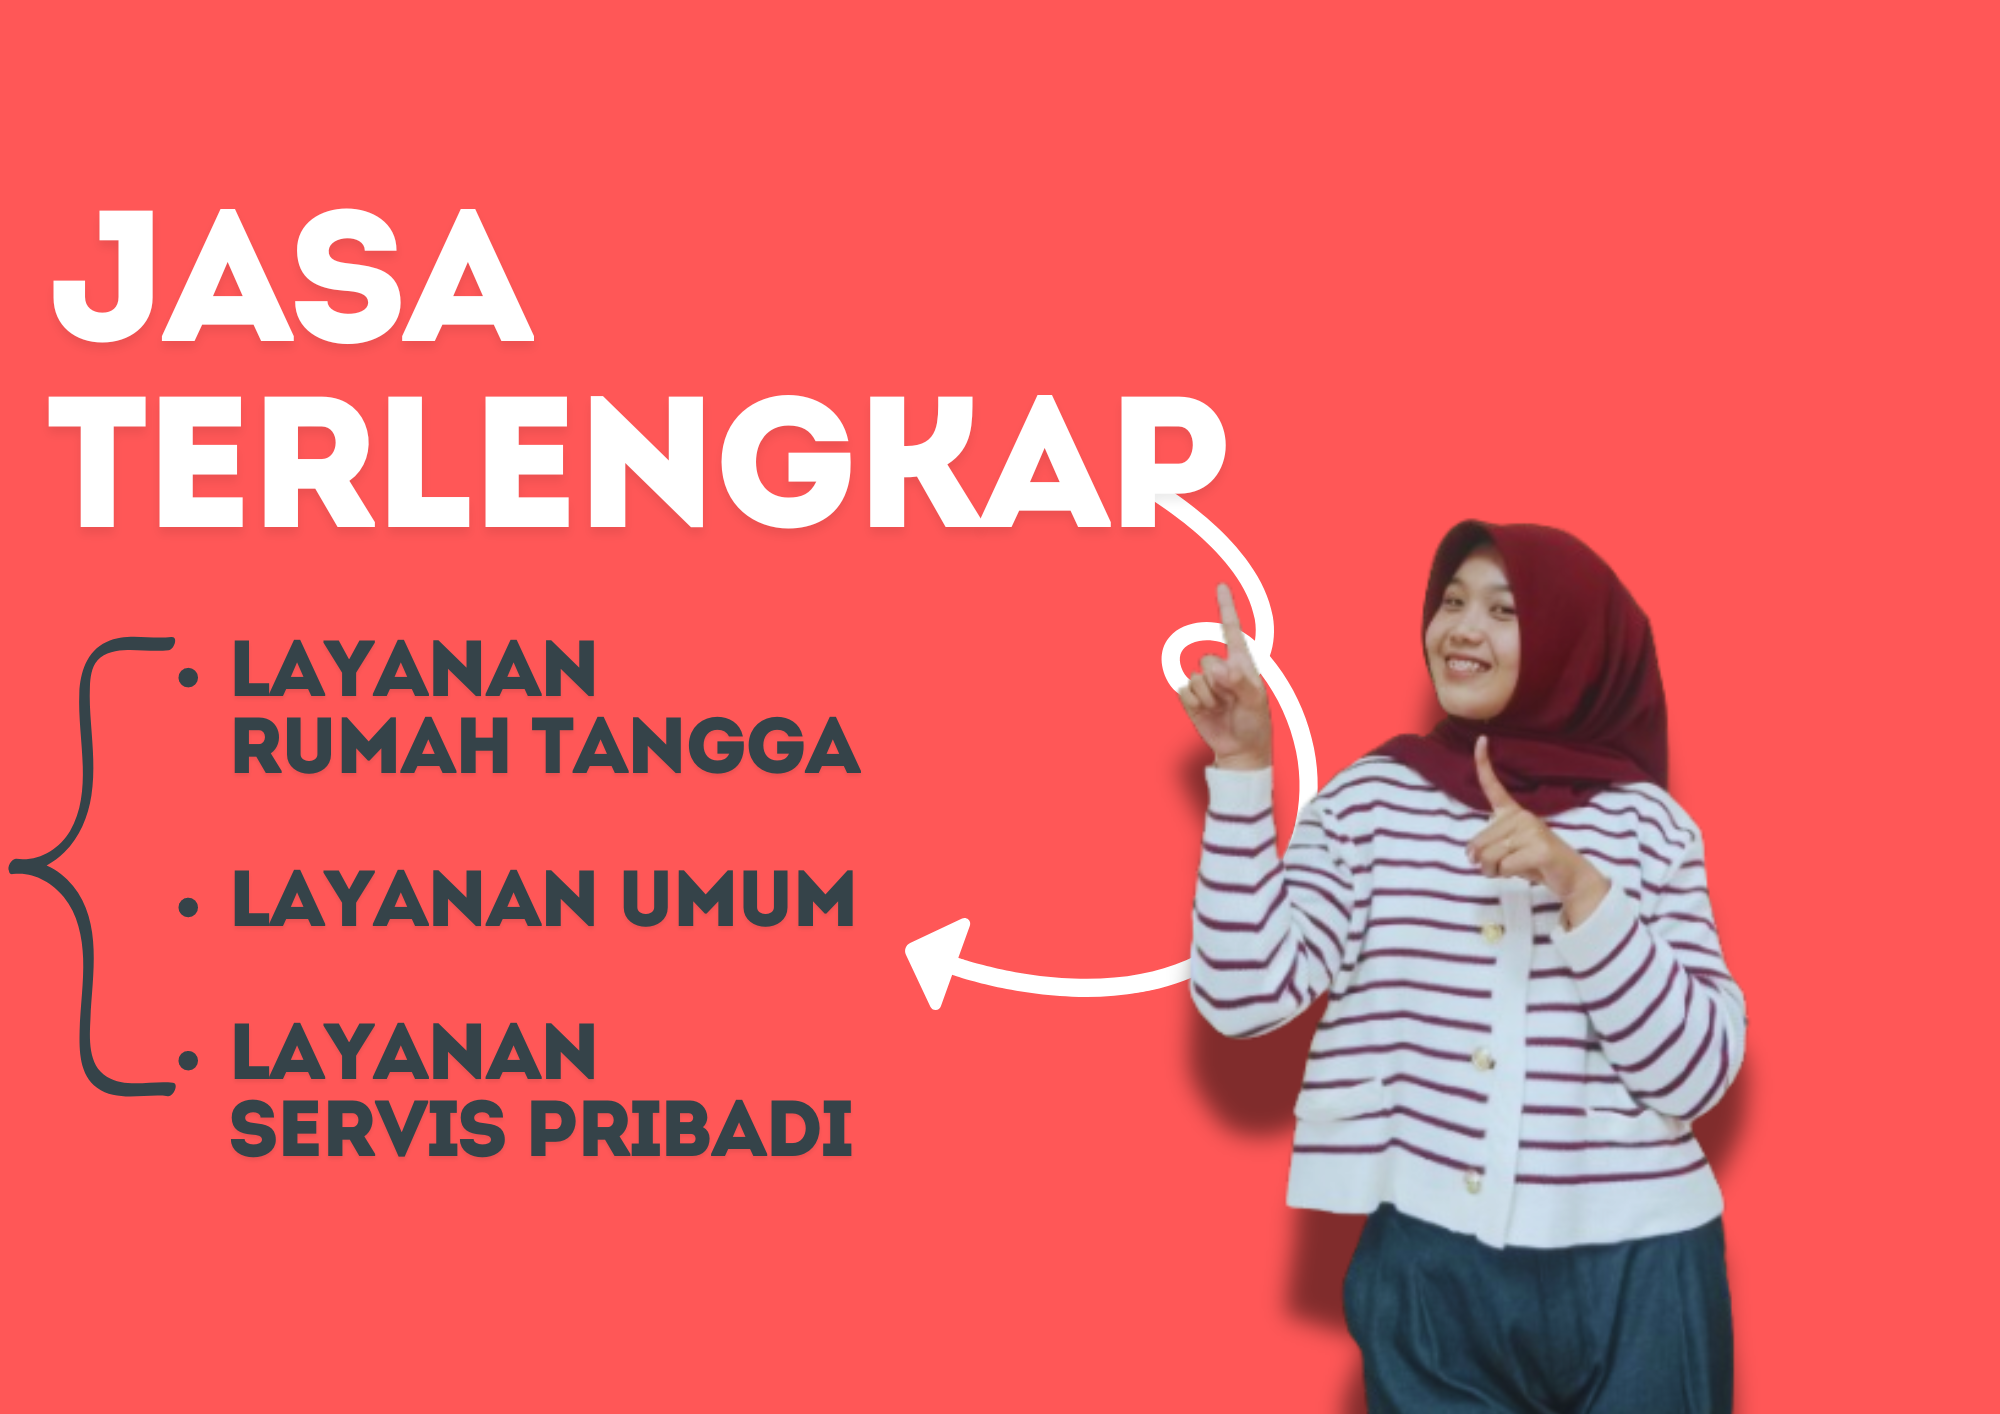 JASA
TERLENGKAP
• LAYANAN
RUMAH TANGGA
• LAYANAN UMUM
• LAYANAN
SERVIS PRIBADI